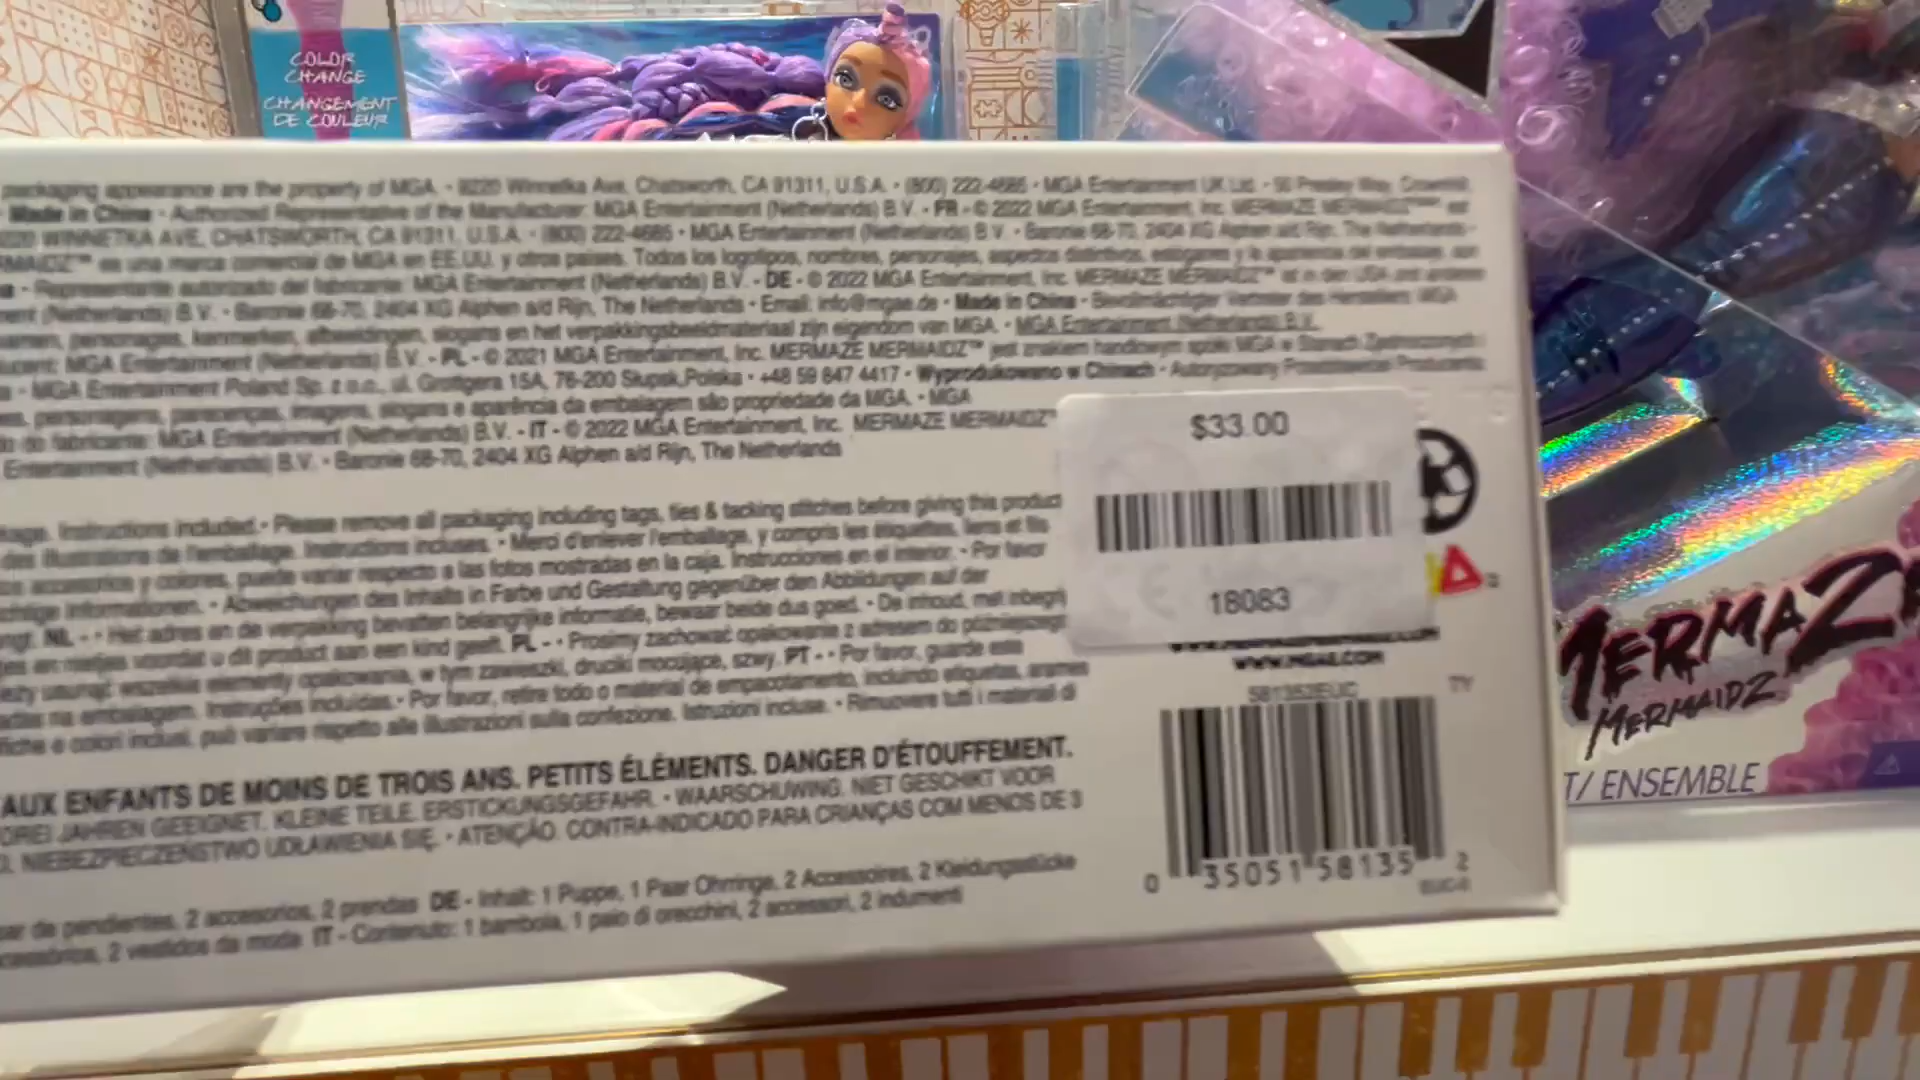 COLOR
CHANGE
CHANGEMENT
DE COULEUR
packaging appearance are the property of MGA. • 9220 Winnetka Ave, Chatsworth, CA 91311, U.S.A. • (800) 222-4685 • MGA Entertainment UK Ltd. • 50 Presley Way, Crownhill,
• Made in China • Authorized Representative of the Manufacturer: MGA Entertainment (Netherlands) B.V. • FR • © 2022 MGA Entertainment, Inc. MERMAZE MERMAIDZ™ est
WINNETKA AVE, CHATSWORTH, CA 91311, U.S.A. • (800) 222-4685 • MGA Entertainment (Netherlands) B.V. • Baronie 68-70, 2404 XG Alphen a/d Rijn, The Netherlands •
™ es una marca comercial de MGA en EE.UU. y otros países. Todos los logotipos, nombres, personajes, aspectos distintivos, eslóganes y la apariencia del embalaje, son
• Representante autorizado del fabricante: MGA Entertainment (Netherlands) B.V. • DE • © 2022 MGA Entertainment, Inc. MERMAZE MERMAIDZ™ ist in den USA und anderen
(Netherlands) B.V. • Baronie 68-70, 2404 XG Alphen a/d Rijn, The Netherlands • Email: info@mgae.de • Made in China • Bevollmächtigter Vertreter des Herstellers: MGA
personages, kenmerken, afbeeldingen, slogans en het verpakkingsbeeldmateriaal zijn eigendom van MGA. • MGA Entertainment (Netherlands) B.V.
MGA Entertainment (Netherlands) B.V. • PL • © 2021 MGA Entertainment, Inc. MERMAZE MERMAIDZ™ jest znakiem handlowym spółki MGA w Stanach Zjednoczonych
• MGA Entertainment Poland Sp. z o.o., ul. Grottgera 15A, 76-200 Słupsk, Polska • +48 59 847 4417 • Wyprodukowano w Chinach • Autoryzowany Przedstawiciel Producenta:
personagens, parecenças, imagens, slogans e aparência da embalagem são propriedade da MGA. • MGA
do fabricante: MGA Entertainment (Netherlands) B.V. • IT • © 2022 MGA Entertainment, Inc. MERMAZE MERMAIDZ™
Entertainment (Netherlands) B.V. • Baronie 68-70, 2404 XG Alphen a/d Rijn, The Netherlands
$33.00
18083
Instructions included. • Please remove all packaging including tags, ties & tacking stitches before giving this product
des illustrations de l'emballage. Instructions incluses. • Merci d'enlever l'emballage, y compris les étiquettes, liens et fils
accesorios y colores, puede variar respecto a las fotos mostradas en la caja. Instrucciones en el interior. • Por favor
Informationen. • Abweichungen des Inhalts in Farbe und Gestaltung gegenüber den Abbildungen auf der
NL • • Het adres en de verpakking bevatten belangrijke informatie, bewaar beide dus goed. • De inhoud, met inbegrip
en nietjes voordat u dit product aan een kind geeft. PL • • Prosimy zachować opakowanie z adresem do późniejszego
usunąć wszelkie elementy opakowania, w tym zawieszki, druciki mocujące, szwy. PT • • Por favor, guarde este
na embalagem. Instruções incluídas. • Por favor, retire todo o material de empacotamento, incluindo etiquetas, arames
e colori inclusi, può variare rispetto alle illustrazioni sulla confezione. Istruzioni incluse. • Rimuovere tutti i materiali di
WWW.MGAE.COM
581352EUC
TY
AUX ENFANTS DE MOINS DE TROIS ANS. PETITS ÉLÉMENTS. DANGER D'ÉTOUFFEMENT.
DREI JAHREN GEEIGNET. KLEINE TEILE. ERSTICKUNGSGEFAHR. • WAARSCHUWING. NIET GESCHIKT VOOR
NIEBEZPIECZEŃSTWO UDŁAWIENIA SIĘ. • ATENÇÃO. CONTRA-INDICADO PARA CRIANÇAS COM MENOS DE 3
0 35051 58135 2
de pendientes, 2 accesorios, 2 prendas DE • Inhalt: 1 Puppe, 1 Paar Ohrringe, 2 Accessoires, 2 Kleidungsstücke
2 vestidos da moda IT • Contenuto: 1 bambola, 1 paio di orecchini, 2 accessori, 2 indumenti
MERMAZE
MERMAIDZ
T/ ENSEMBLE